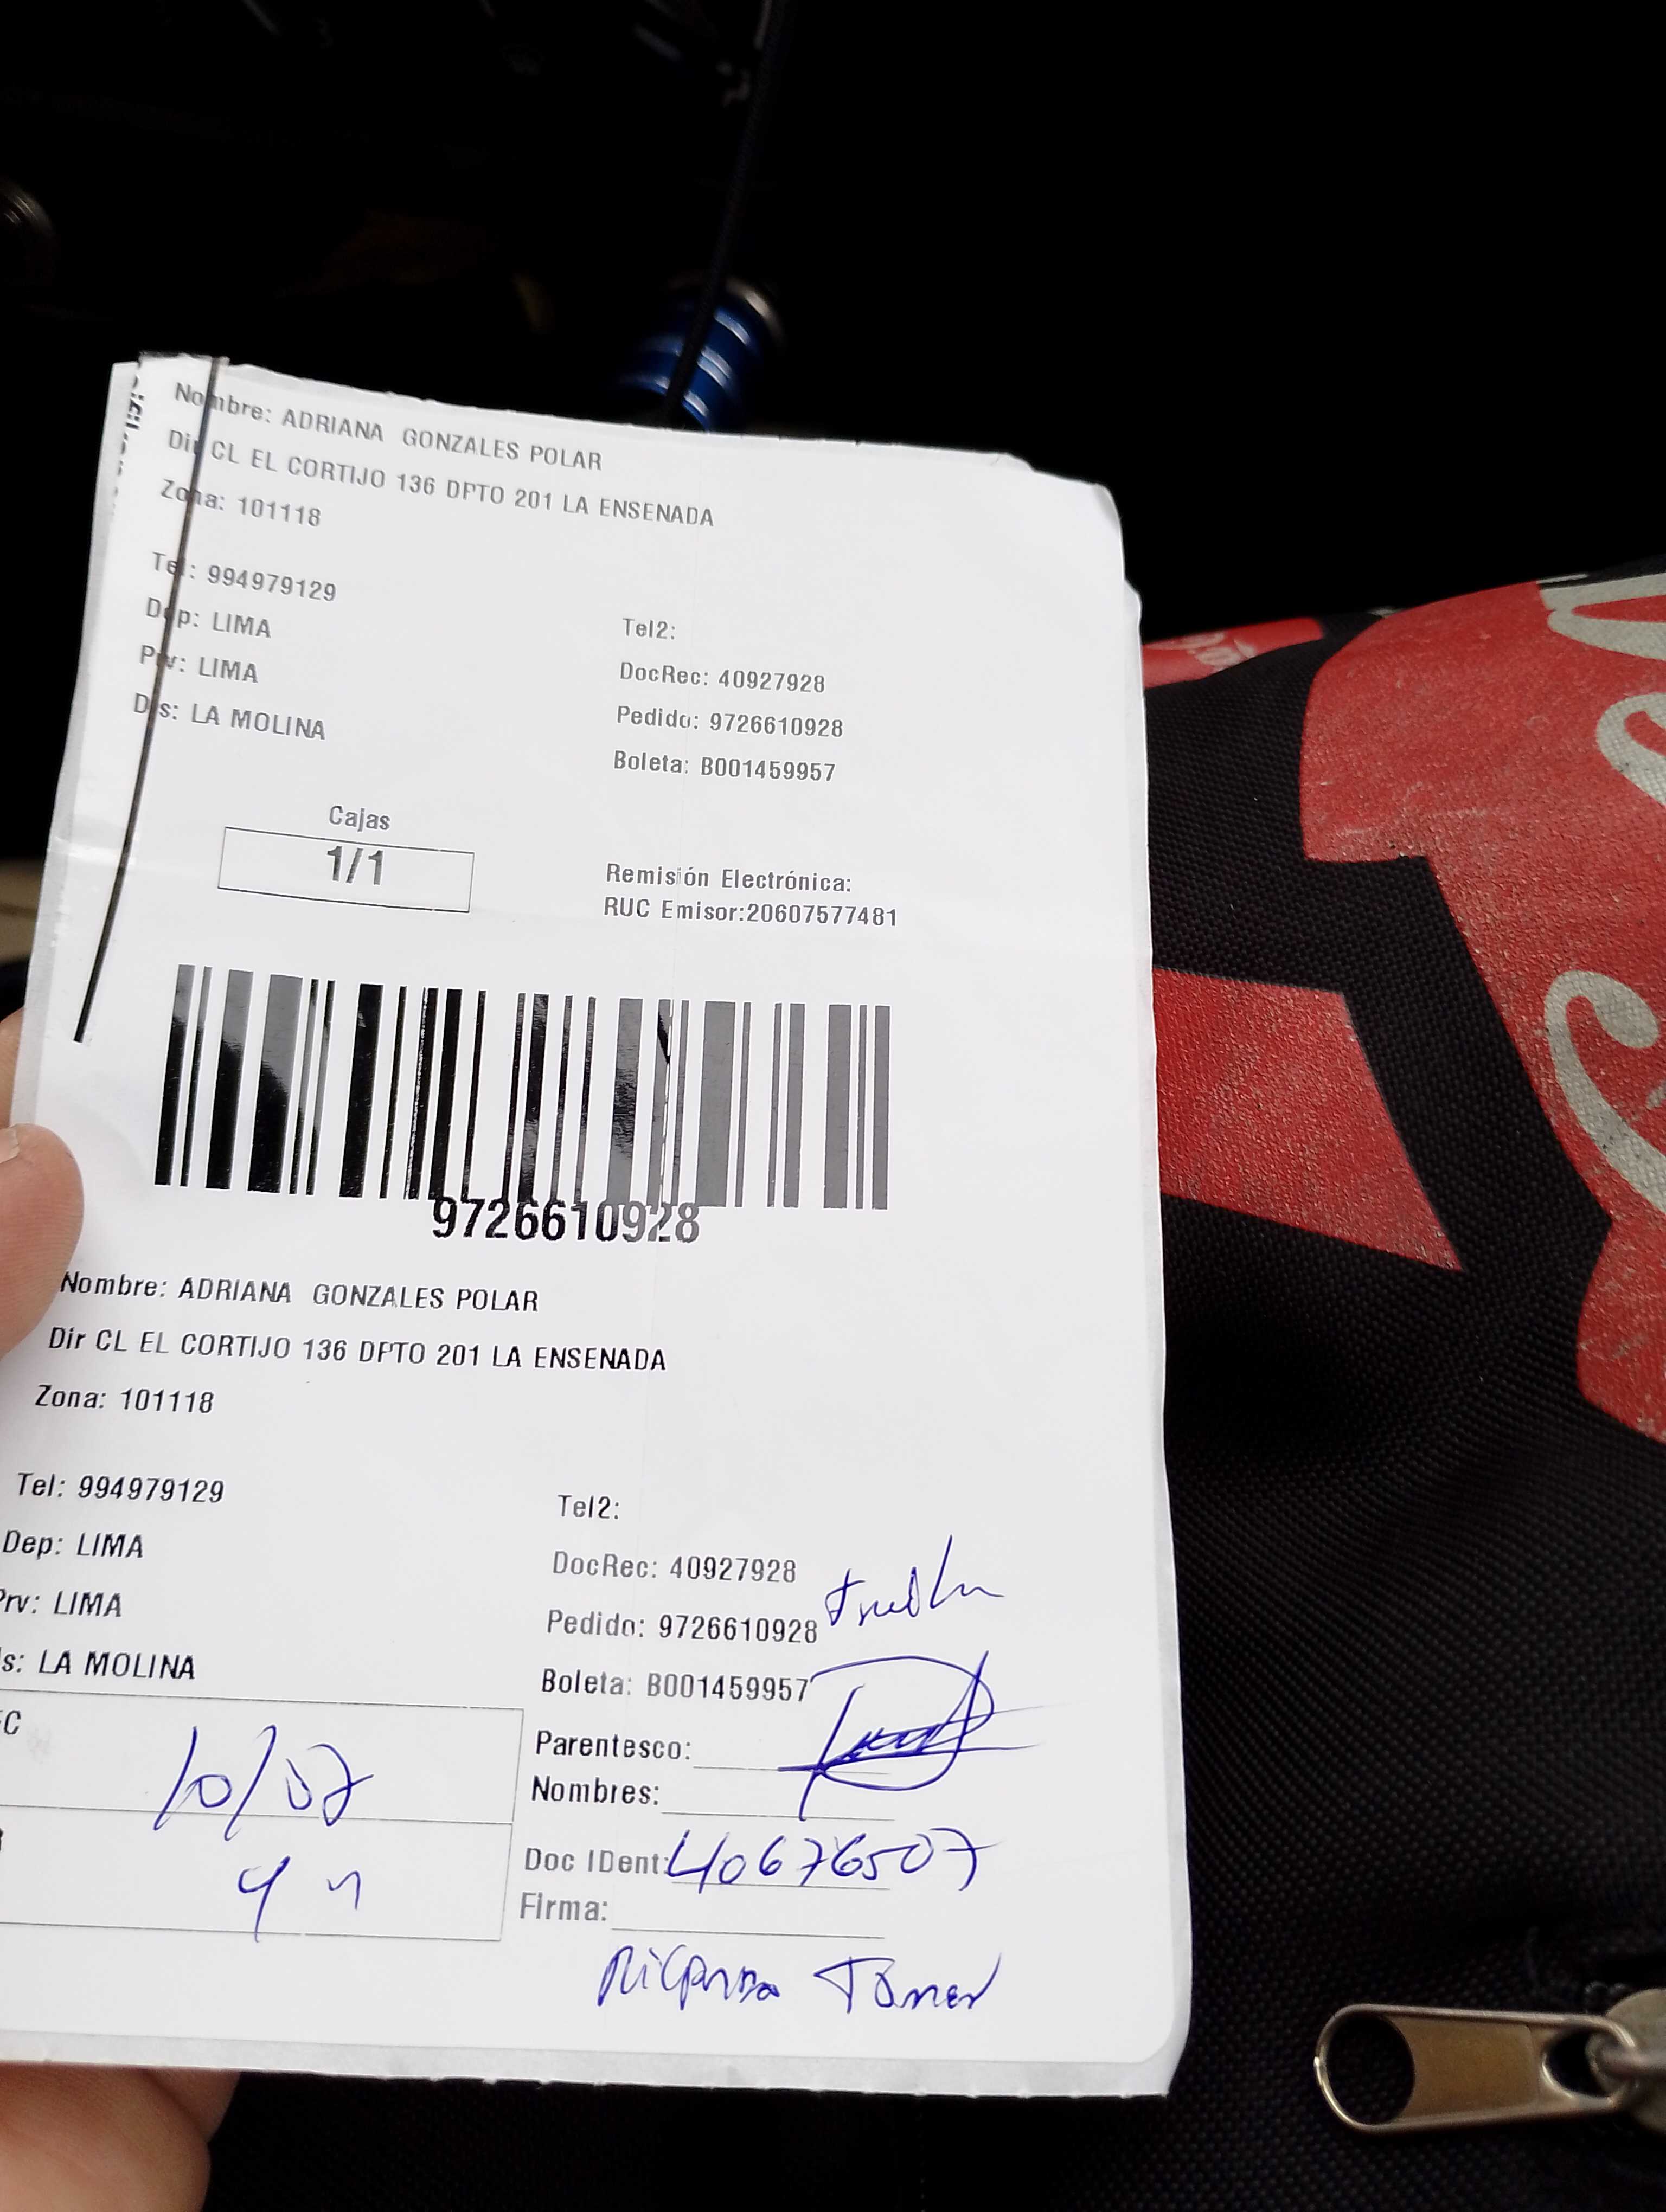 Nombre: ADRIANA GONZALES POLAR
Dir CL EL CORTIJO 136 DPTO 201 LA ENSENADA
Zona: 101118
Tel: 994979129
Dep: LIMA
Tel2:
Prv: LIMA
DocRec: 40927928
Dis: LA MOLINA
Pedido: 9726610928
Boleta: B001459957
Cajas
1/1
Remisión Electrónica:
RUC Emisor:20607577481
9726610928
Nombre: ADRIANA GONZALES POLAR
Dir CL EL CORTIJO 136 DPTO 201 LA ENSENADA
Zona: 101118
Tel: 994979129
Tel2:
Dep: LIMA
DocRec: 40927928
Prv: LIMA
Pedido: 9726610928
s: LA MOLINA
Boleta: B001459957
C
10/07
Parentesco:
Nombres:
Doc IDent: 40676507
Firma: